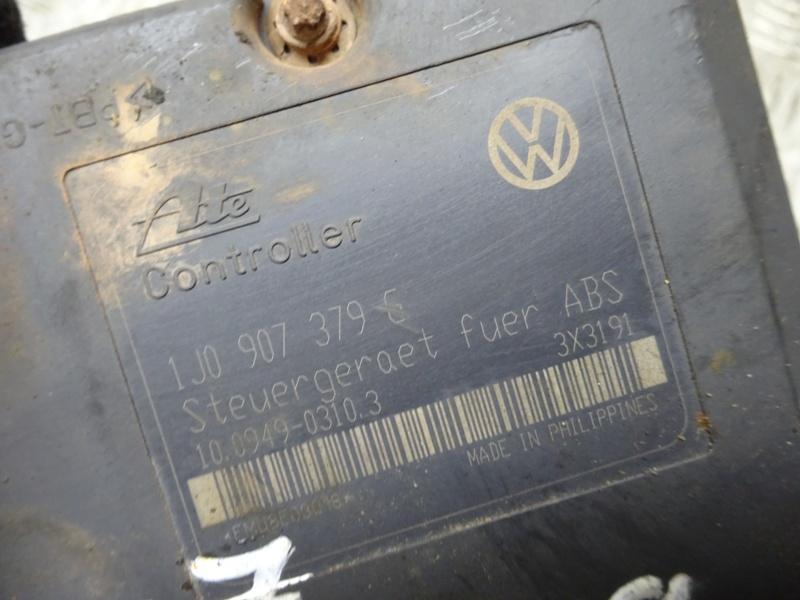 Ate
Controller
1J0 907 379
Steuergeraet fuer ABS
10.0949-0310.3
3X3191
MADE IN PHILIPPINES